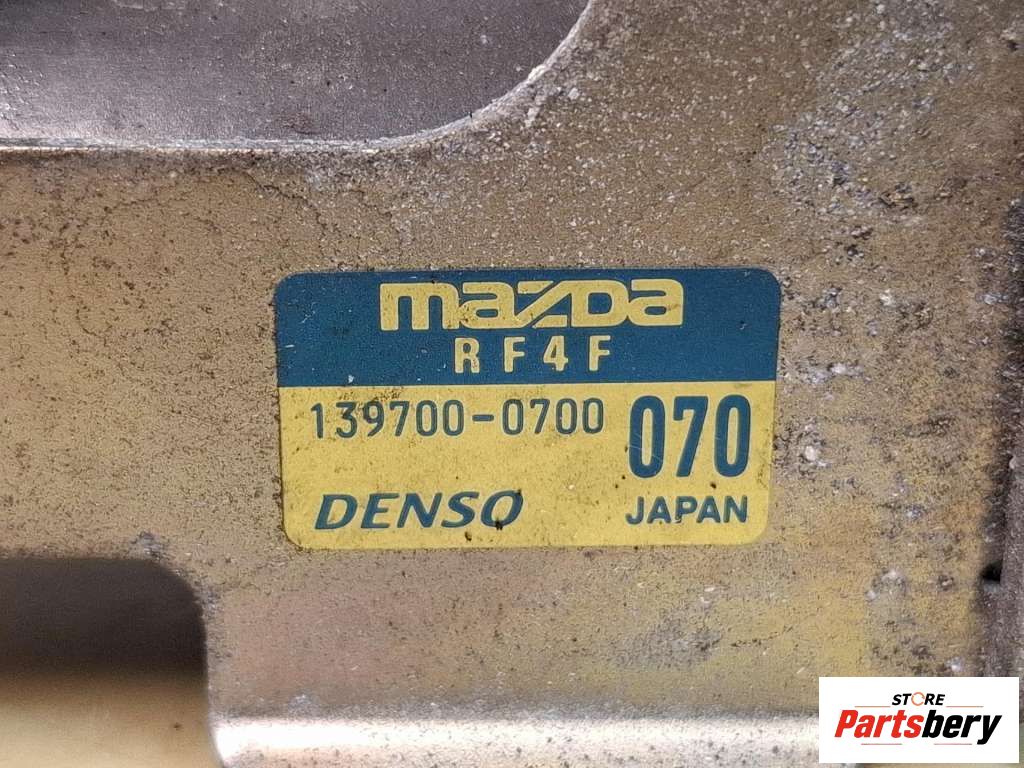 mazda
RF4F
139700-0700 070
DENSO JAPAN
STORE
Partsbery